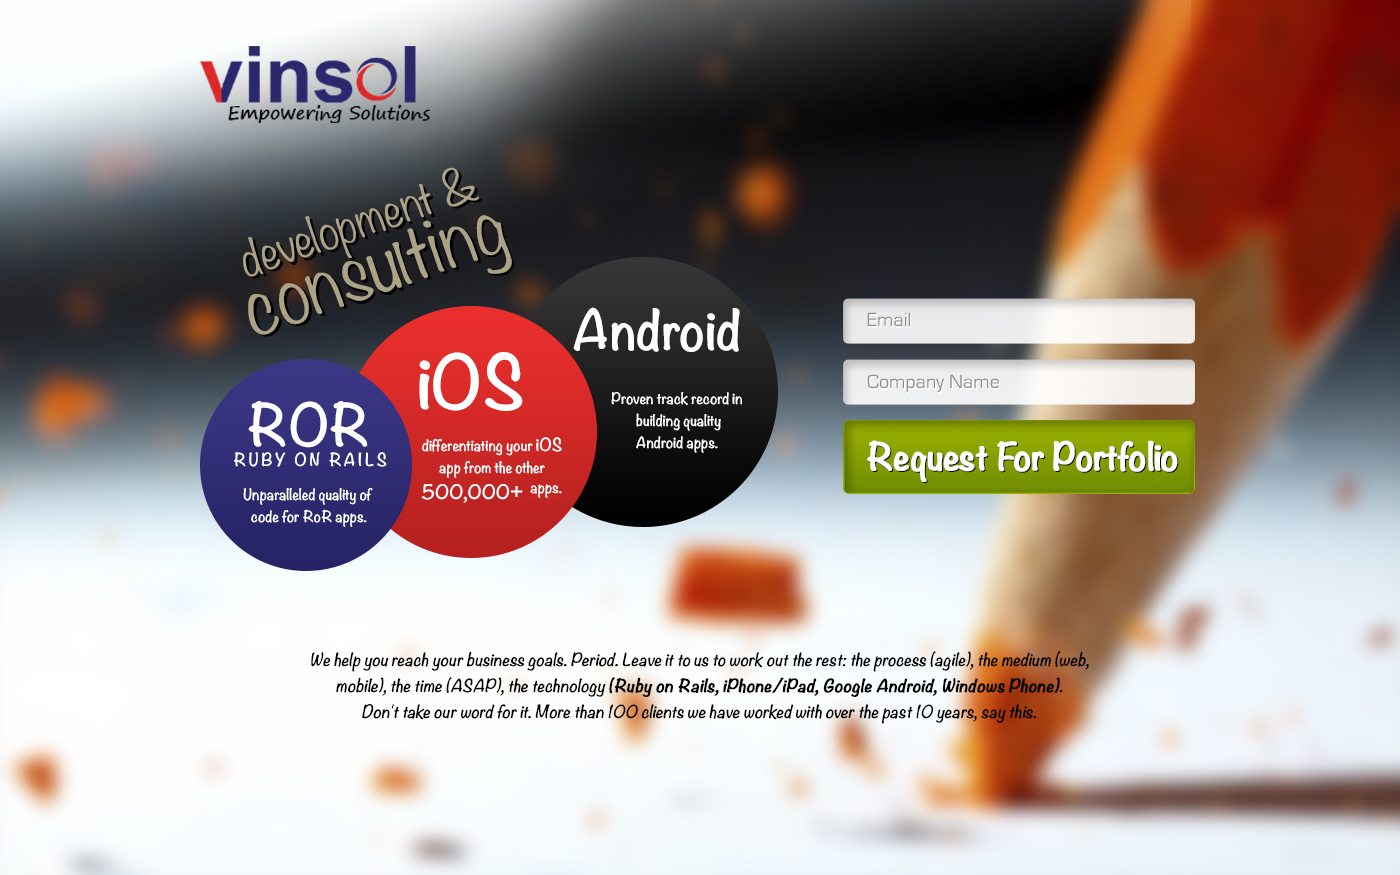 vinsol
Empowering Solutions
development &
consulting
Android
Proven track record in
building quality
Android apps.
iOS
differentiating your iOS
app from the other
500,000+ apps.
ROR
RUBY ON RAILS
Unparalleled quality of
code for RoR apps.
Email
Company Name
Request For Portfolio
We help you reach your business goals. Period. Leave it to us to work out the rest: the process (agile), the medium (web,
mobile), the time (ASAP), the technology (Ruby on Rails, iPhone/iPad, Google Android, Windows Phone).
Don't take our word for it. More than 100 clients we have worked with over the past 10 years, say this.